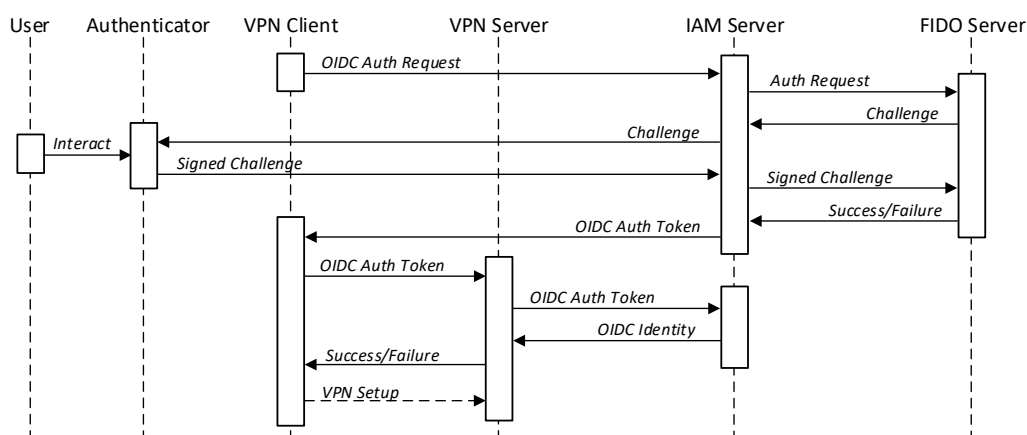 User
Authenticator
VPN Client
VPN Server
IAM Server
FIDO Server
OIDC Auth Request
Auth Request
Challenge
Challenge
Interact
Signed Challenge
Signed Challenge
Success/Failure
OIDC Auth Token
OIDC Auth Token
OIDC Auth Token
OIDC Identity
Success/Failure
VPN Setup